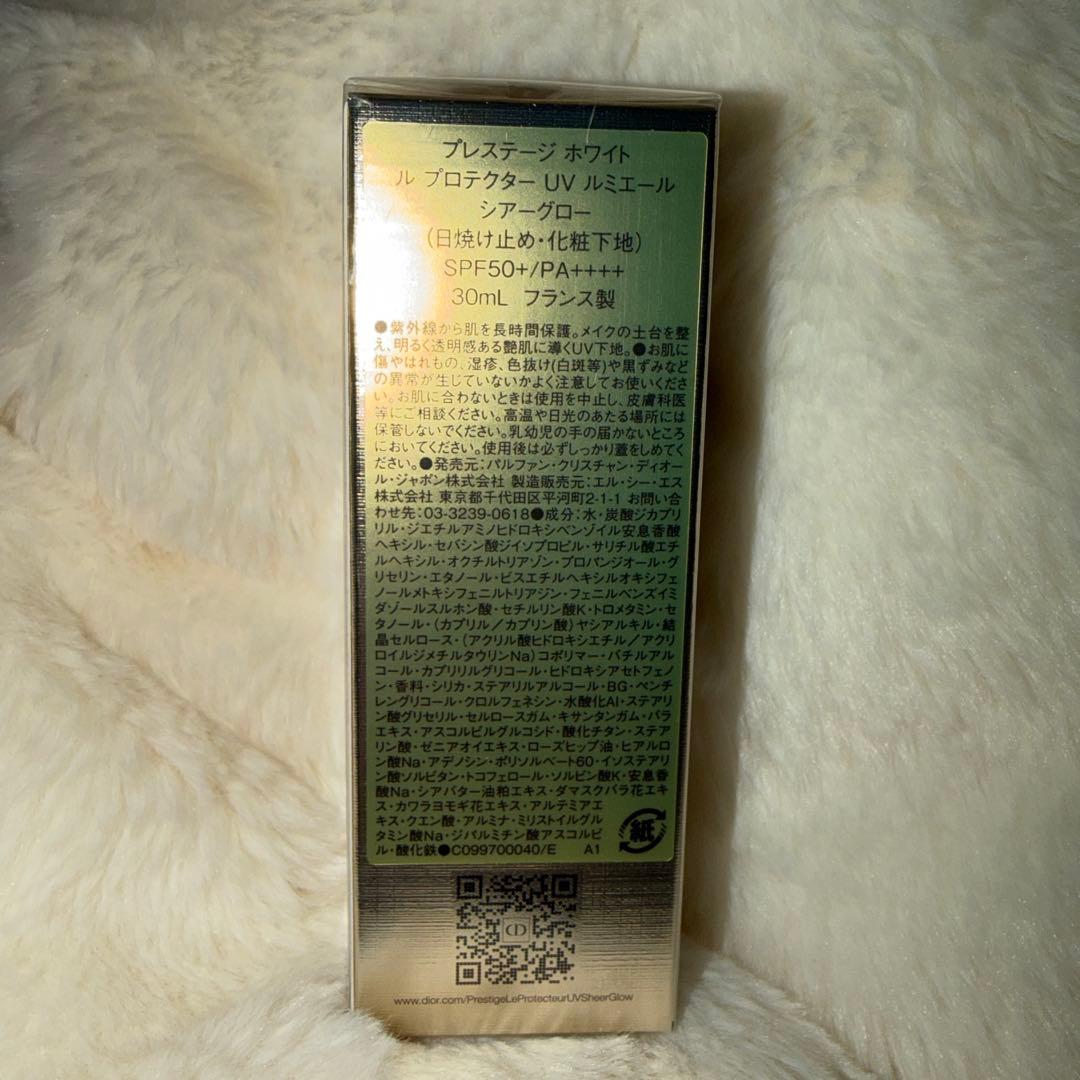 プレステージ ホワイト
ル プロテクター UV ルミエール
シアーグロー
(日焼け止め・化粧下地)
SPF50+/PA++++
30mL フランス製
●紫外線から肌を長時間保護。メイクの土台を整
え、明るく透明感ある艶肌に導くUV下地。●お肌に
傷やはれもの、湿疹、色抜け(白斑等)や黒ずみなど
の異常が生じていないかよく注意してお使いくださ
い。お肌に合わないときは使用を中止し、皮膚科医
等にご相談ください。高温や日光のあたる場所には
保管しないでください。乳幼児の手の届かないところ
においてください。使用後は必ずしっかり蓋をしめてく
ださい。●発売元:パルファン・クリスチャン・ディオー
ル・ジャポン株式会社 製造販売元:エル・シー・エス
株式会社 東京都千代田区平河町2-1-1 お問い合
わせ先:03-3239-0618●成分:水・炭酸ジカプリ
リル・ジエチルアミノヒドロキシベンゾイル安息香酸
ヘキシル・セバシン酸ジイソプロピル・サリチル酸エチ
ルヘキシル・オクチルトリアゾン・プロパンジオール・グ
リセリン・エタノール・ビスエチルヘキシルオキシフェ
ノールメトキシフェニルトリアジン・フェニルベンズイミ
ダゾールスルホン酸・セチルリン酸K・トロメタミン・セ
タノール・(カプリル/カプリン酸)ヤシアルキル・結
晶セルロース・(アクリル酸ヒドロキシエチル/アクリ
ロイルジメチルタウリンNa)コポリマー・バチルアル
コール・カプリリルグリコール・ヒドロキシアセトフェノ
ン・香料・シリカ・ステアリルアルコール・BG・ペンチ
レングリコール・クロルフェネシン・水酸化Al・ステアリ
ン酸グリセリル・セルロースガム・キサンタンガム・バラ
エキス・アスコルビルグルコシド・酸化チタン・ステア
リン酸・ゼニアオイエキス・ローズヒップ油・ヒアルロ
ン酸Na・アデノシン・ポリソルベート60・イソステアリ
ン酸ソルビタン・トコフェロール・ソルビン酸K・安息香
酸Na・シアバター油粕エキス・ダマスクバラ花エキ
ス・カワラヨモギ花エキス・アルテミアエ
キス・クエン酸・アルミナ・ミリストイルグル
タミン酸Na・ジパルミチン酸アスコルビ
ル・酸化鉄●C099700040/E A1
紙
CD
www.dior.com/PrestigeLeProtecteurUVSheerGlow